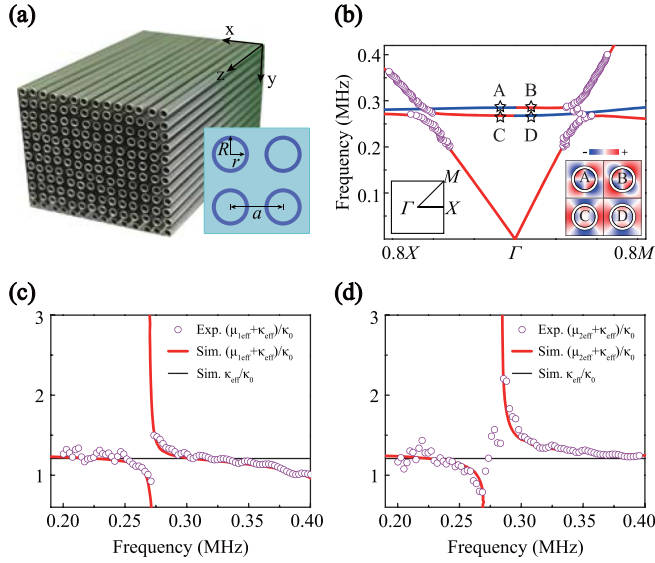 (a)
x
z
y
R
r
a
(b)
Frequency (MHz)
0.4
0.3
0.2
0.1
A B
C D
M
Γ X
- +
A B
C D
0.8X Γ 0.8M
(c)
3
2
1
Exp. (μ1eff+κeff)/κ0
Sim. (μ1eff+κeff)/κ0
Sim. κeff/κ0
0.20 0.25 0.30 0.35 0.40
Frequency (MHz)
(d)
3
2
1
Exp. (μ2eff+κeff)/κ0
Sim. (μ2eff+κeff)/κ0
Sim. κeff/κ0
0.20 0.25 0.30 0.35 0.40
Frequency (MHz)